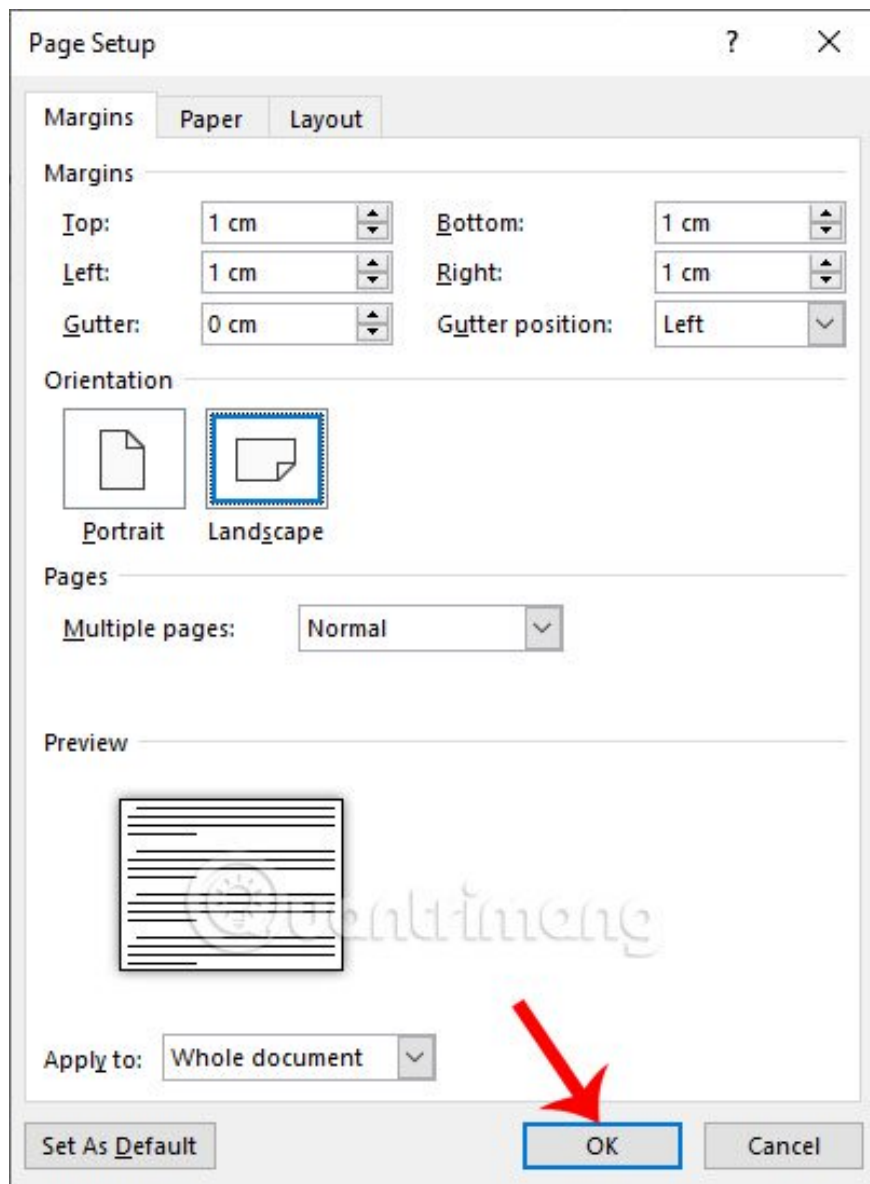 Page Setup ?
Margins Paper Layout
Margins
Top: 1 cm Bottom: 1 cm
Left: 1 cm Right: 1 cm
Gutter: 0 cm Gutter position: Left
Orientation
Portrait Landscape
Pages
Multiple pages: Normal
Preview
Quantrimang
Apply to: Whole document
Set As Default OK Cancel